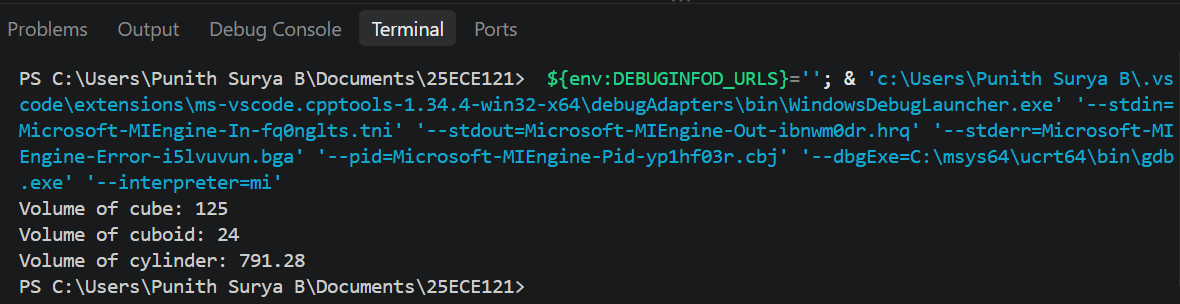 Problems Output Debug Console Terminal Ports
PS C:\Users\Punith Surya B\Documents\25ECE121>  ${env:DEBUGINFOD_URLS}=''; & 'c:\Users\Punith Surya B\.vs
code\extensions\ms-vscode.cpptools-1.34.4-win32-x64\debugAdapters\bin\WindowsDebugLauncher.exe' '--stdin=
Microsoft-MIEngine-In-fq0nglts.tni' '--stdout=Microsoft-MIEngine-Out-ibnwm0dr.hrq' '--stderr=Microsoft-MI
Engine-Error-i5lvuvun.bga' '--pid=Microsoft-MIEngine-Pid-yp1hf03r.cbj' '--dbgExe=C:\msys64\ucrt64\bin\gdb
.exe' '--interpreter=mi'
Volume of cube: 125
Volume of cuboid: 24
Volume of cylinder: 791.28
PS C:\Users\Punith Surya B\Documents\25ECE121>